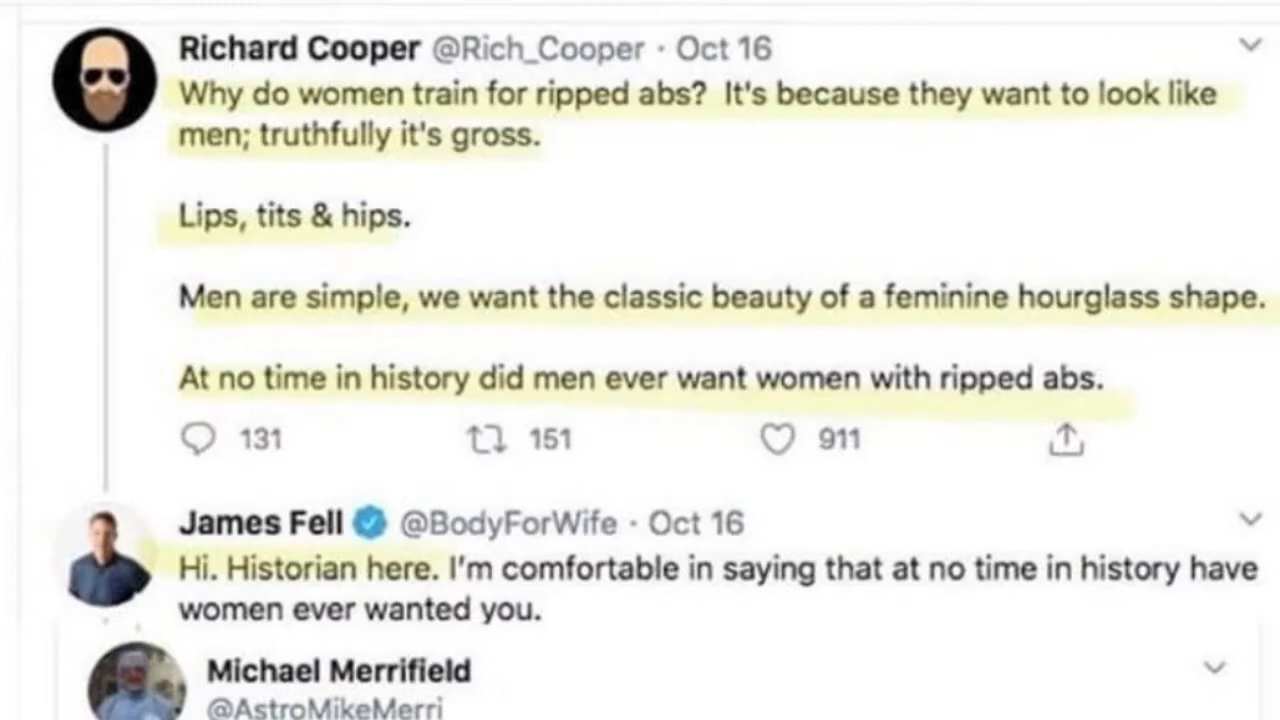 Richard Cooper @Rich_Cooper · Oct 16
Why do women train for ripped abs? It's because they want to look like
men; truthfully it's gross.
Lips, tits & hips.
Men are simple, we want the classic beauty of a feminine hourglass shape.
At no time in history did men ever want women with ripped abs.
131 151 911
James Fell @BodyForWife · Oct 16
Hi. Historian here. I'm comfortable in saying that at no time in history have
women ever wanted you.
Michael Merrifield
@AstroMikeMerri